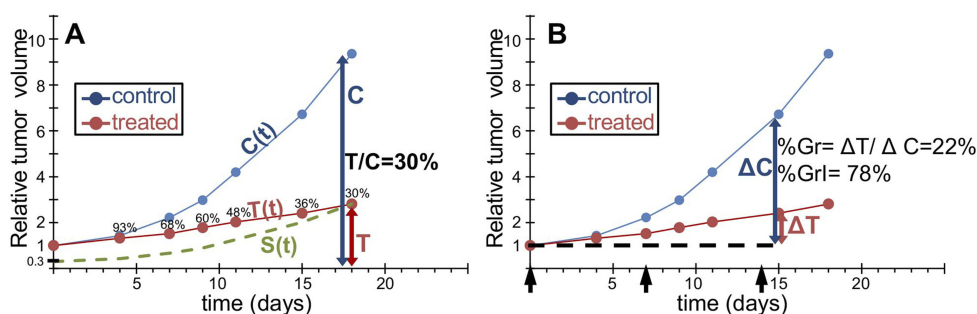 A
Relative tumor volume
10
8
6
4
2
1
0.3
control
treated
C(t)
C
T/C=30%
93%
68%
60%
48%
36%
30%
T(t)
S(t)
T
5
10
15
20
time (days)
B
Relative tumor volume
10
8
6
4
2
1
control
treated
%Gr= ΔT/ Δ C=22%
%GrI= 78%
ΔC
ΔT
5
10
15
20
time (days)